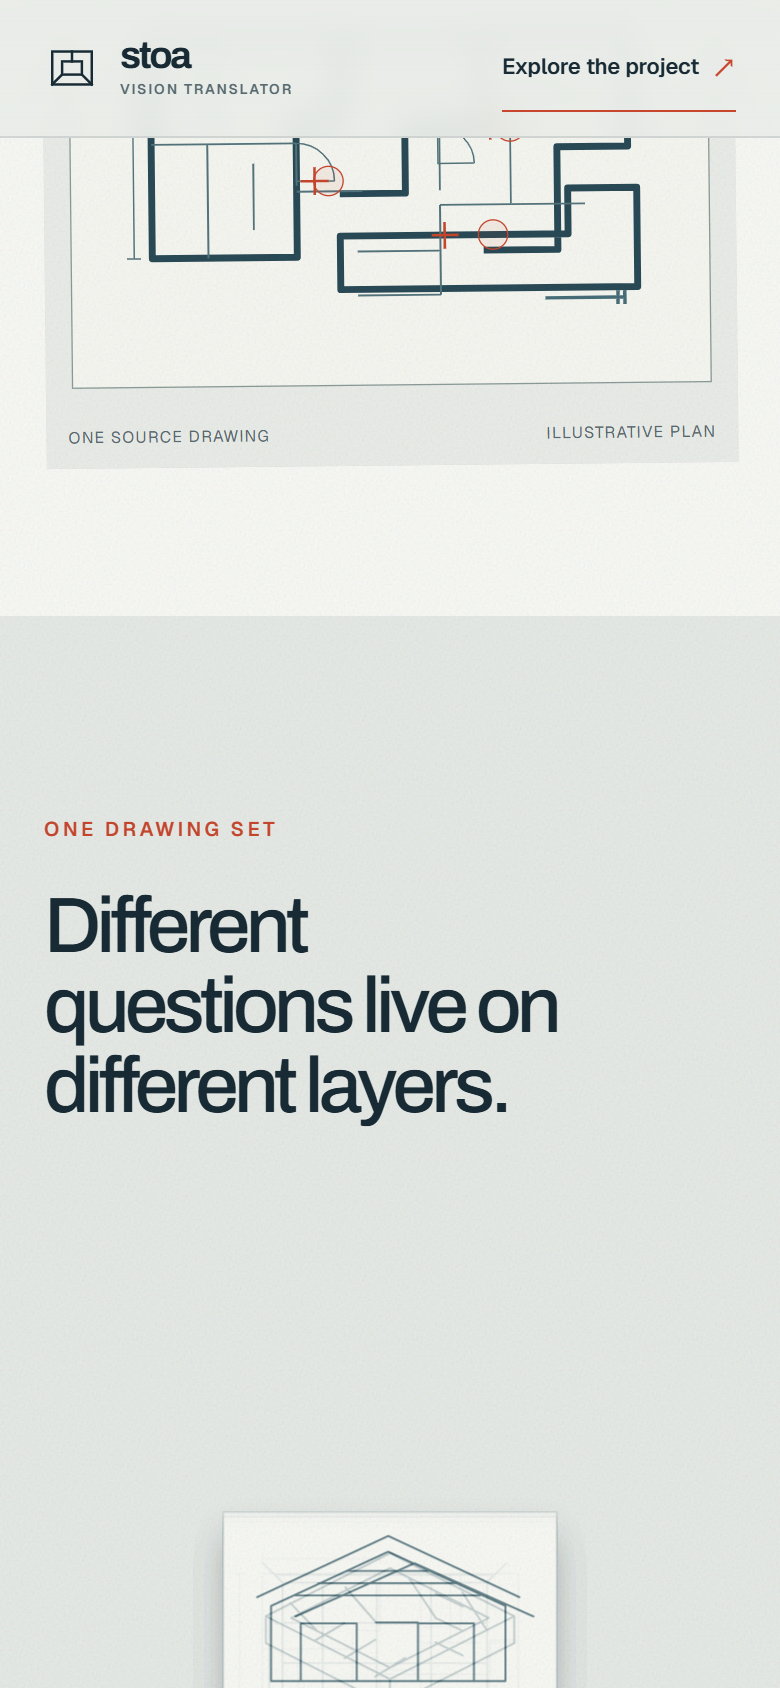 stoa
VISION TRANSLATOR
Explore the project ↗
ONE SOURCE DRAWING
ILLUSTRATIVE PLAN
ONE DRAWING SET
Different
questions live on
different layers.